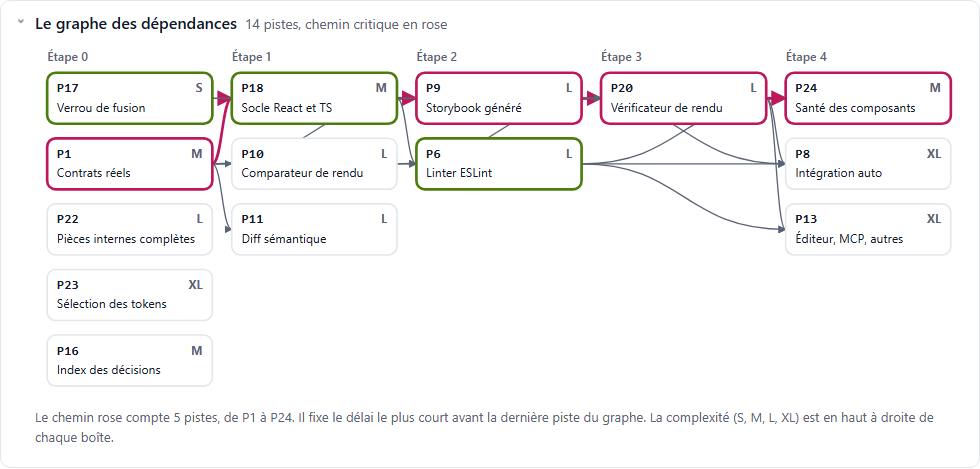 Le graphe des dépendances 14 pistes, chemin critique en rose
Étape 0 Étape 1 Étape 2 Étape 3 Étape 4
P17 S
Verrou de fusion
P18 M
Socle React et TS
P9 L
Storybook généré
P20 L
Vérificateur de rendu
P24 M
Santé des composants
P1 M
Contrats réels
P10 L
Comparateur de rendu
P6 L
Linter ESLint
P8 XL
Intégration auto
P22 L
Pièces internes complètes
P11 L
Diff sémantique
P13 XL
Éditeur, MCP, autres
P23 XL
Sélection des tokens
P16 M
Index des décisions
Le chemin rose compte 5 pistes, de P1 à P24. Il fixe le délai le plus court avant la dernière piste du graphe. La complexité (S, M, L, XL) est en haut à droite de
chaque boîte.